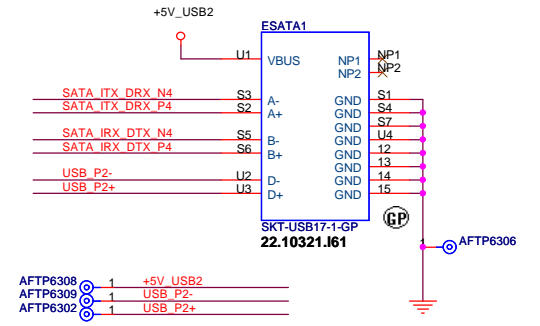 +5V_USB2
ESATA1
U1 VBUS NP1 NP1
NP2 NP2
SATA_ITX_DRX_N4 S3 A- GND S1
SATA_ITX_DRX_P4 S2 A+ GND S4
GND S7
SATA_IRX_DTX_N4 S5 B- GND U4
SATA_IRX_DTX_P4 S6 B+ GND 12
GND 13
USB_P2- U2 D- GND 14
USB_P2+ U3 D+ GND 15
GP
SKT-USB17-1-GP
22.10321.I61
1 AFTP6306
AFTP6308 1 +5V_USB2
AFTP6309 1 USB_P2-
AFTP6302 1 USB_P2+